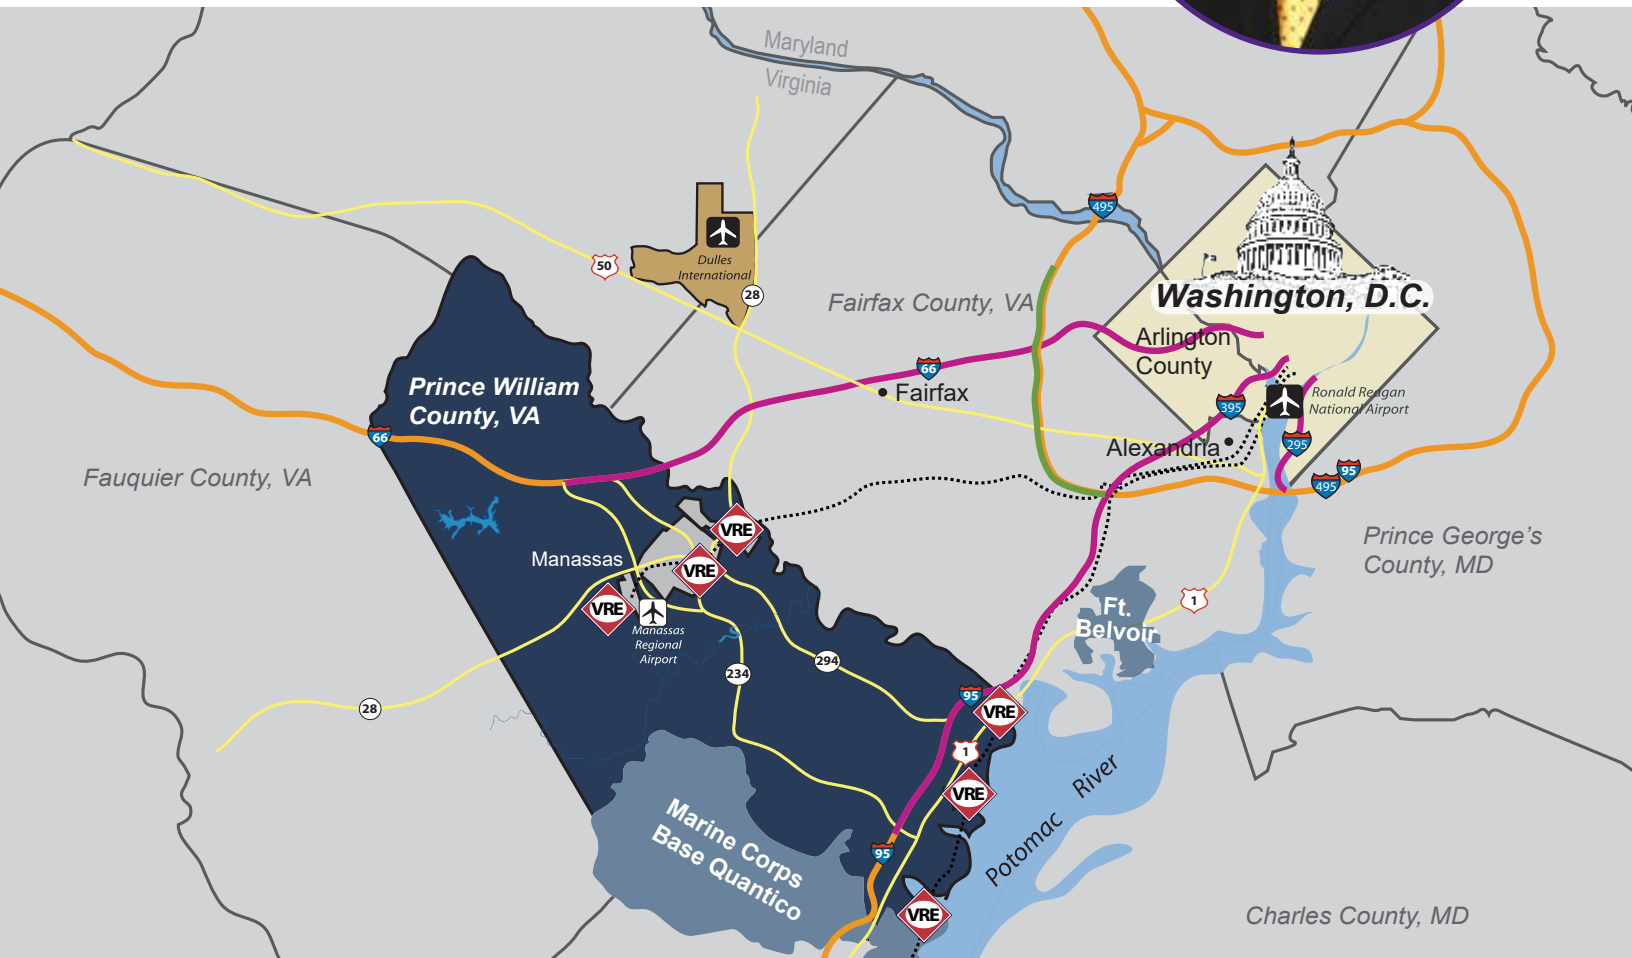 Maryland
Virginia
495
Dulles
International
50
28
Fairfax County, VA
Washington, D.C.
Arlington
County
66
Fairfax
Prince William
County, VA
66
395
Ronald Reagan
National Airport
Alexandria
295
95
495
Fauquier County, VA
VRE
Manassas
VRE
VRE
Manassas
Regional
Airport
Prince George’s
County, MD
Ft.
Belvoir
1
294
234
28
95
VRE
1
VRE
Potomac River
Marine Corps
Base Quantico
95
VRE
Charles County, MD